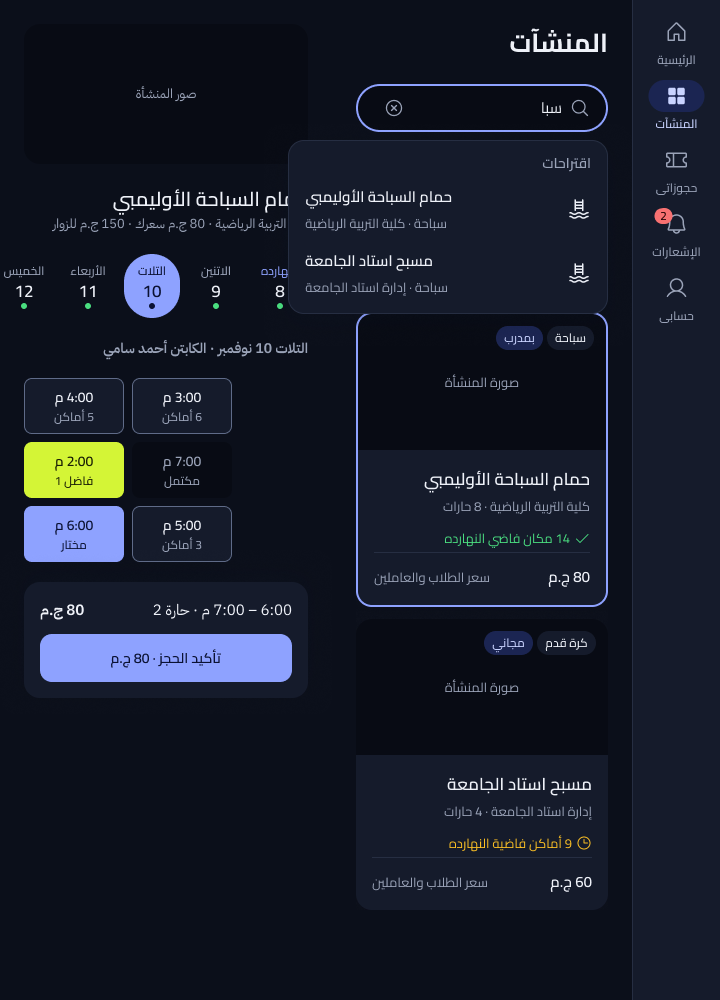 الرئيسية
المنشآت
حجوزاتي
2
الإشعارات
حسابي
المنشآت
سبا
اقتراحات
حمام السباحة الأوليمبي
سباحة · كلية التربية الرياضية
مسبح استاد الجامعة
سباحة · إدارة استاد الجامعة
سباحة
بمدرب
صورة المنشأة
حمام السباحة الأوليمبي
كلية التربية الرياضية · 8 حارات
14 مكان فاضي النهارده
80 ج.م
سعر الطلاب والعاملين
كرة قدم
مجاني
صورة المنشأة
مسبح استاد الجامعة
إدارة استاد الجامعة · 4 حارات
9 أماكن فاضية النهارده
60 ج.م
سعر الطلاب والعاملين
صور المنشأة
السباحة الأوليمبي
التربية الرياضية · 80 ج.م سعرك · 150 ج.م للزوار
8
الاتنين
9
التلات
10
الأربعاء
11
الخميس
12
التلات 10 نوفمبر · الكابتن أحمد سامي
3:00 م
6 أماكن
4:00 م
5 أماكن
7:00 م
مكتمل
2:00 م
فاضل 1
5:00 م
3 أماكن
6:00 م
مختار
6:00 – 7:00 م · حارة 2
80 ج.م
تأكيد الحجز · 80 ج.م